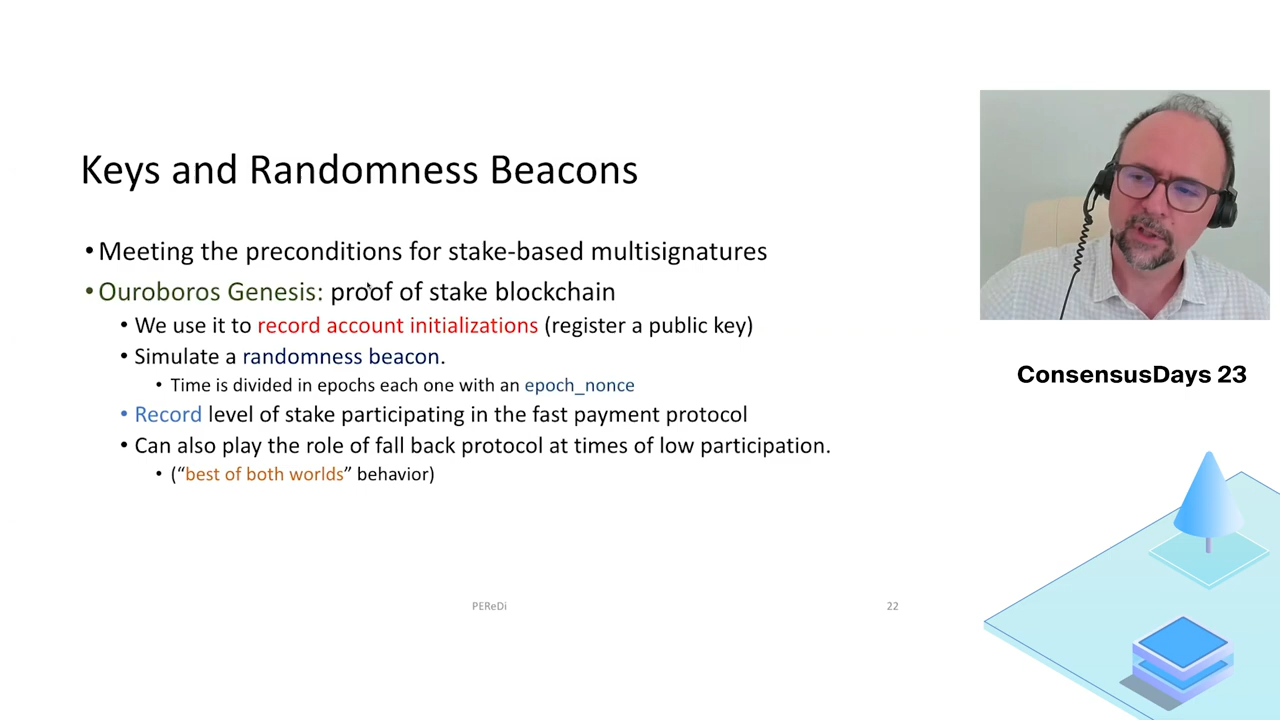 Keys and Randomness Beacons
• Meeting the preconditions for stake-based multisignatures
• Ouroboros Genesis: proof of stake blockchain
• We use it to record account initializations (register a public key)
• Simulate a randomness beacon.
• Time is divided in epochs each one with an epoch_nonce
• Record level of stake participating in the fast payment protocol
• Can also play the role of fall back protocol at times of low participation.
• (“best of both worlds” behavior)
PEReDi
22
ConsensusDays 23